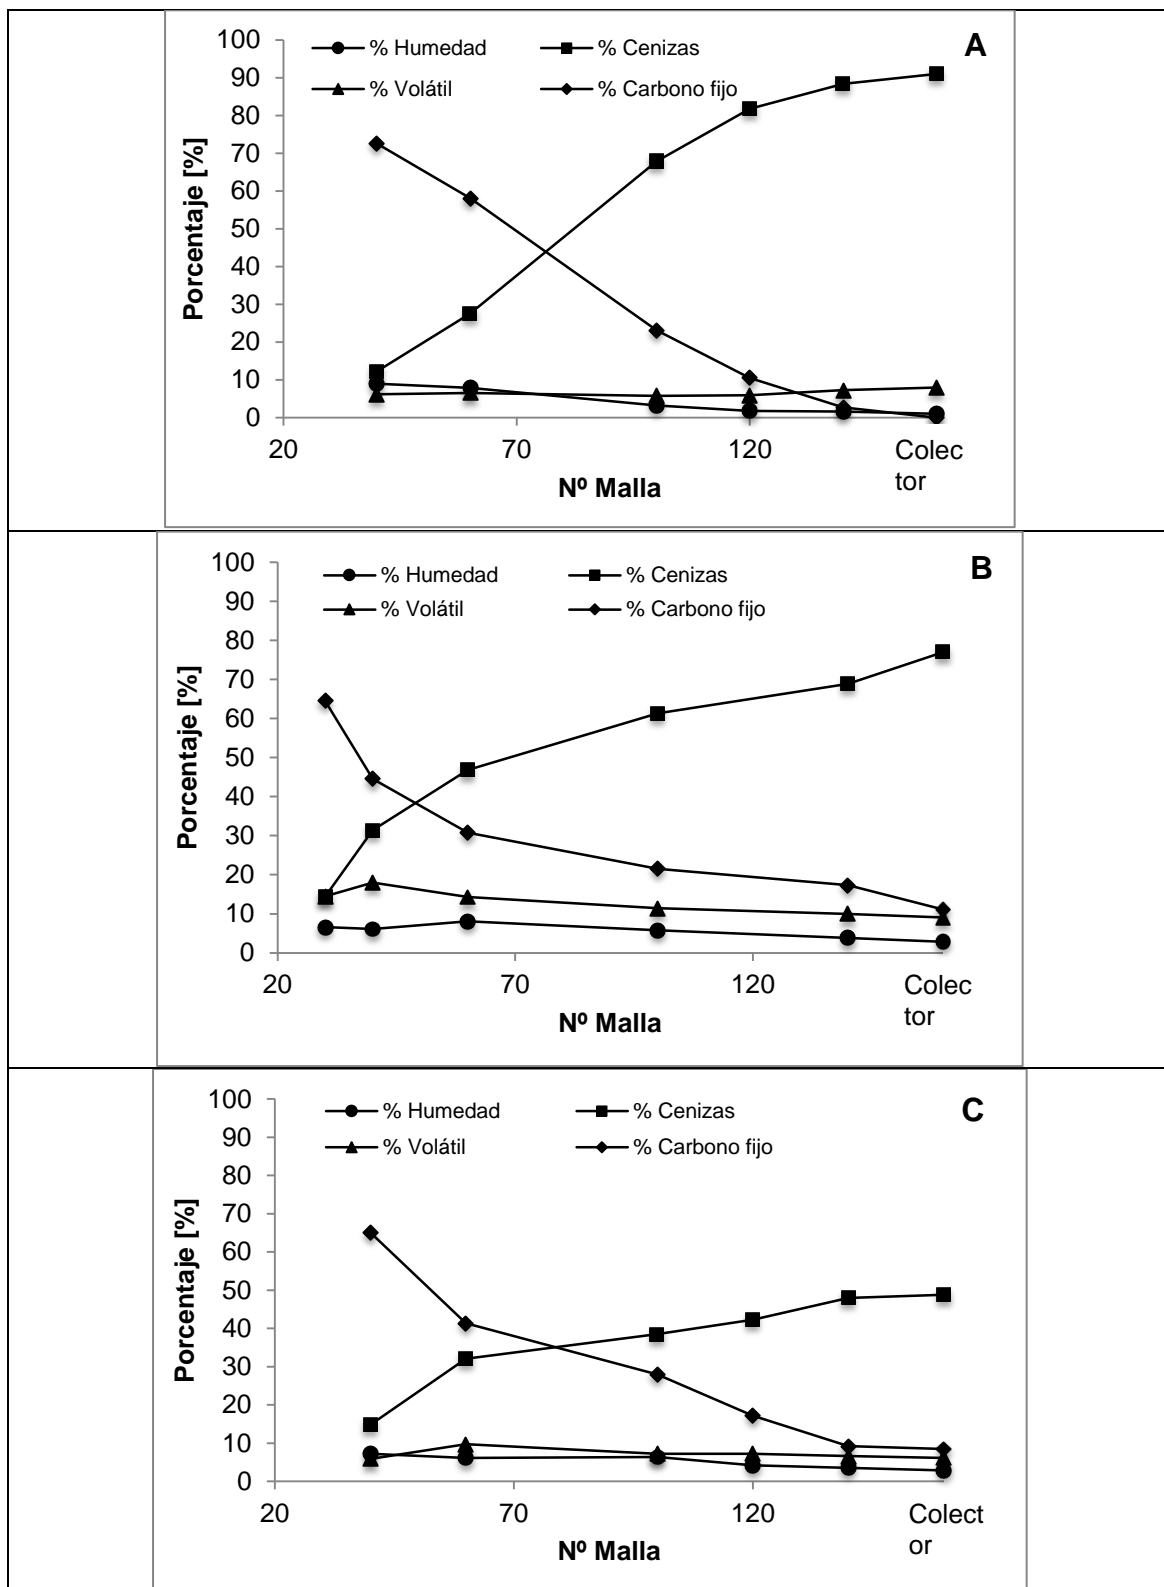 A
% Humedad
% Cenizas
% Volátil
% Carbono fijo
Porcentaje [%]
100
90
80
70
60
50
40
30
20
10
0
20
70
120
Colec
tor
Nº Malla
B
% Humedad
% Cenizas
% Volátil
% Carbono fijo
Porcentaje [%]
100
90
80
70
60
50
40
30
20
10
0
20
70
120
Colec
tor
Nº Malla
C
% Humedad
% Cenizas
% Volátil
% Carbono fijo
Porcentaje [%]
100
90
80
70
60
50
40
30
20
10
0
20
70
120
Colect
or
Nº Malla